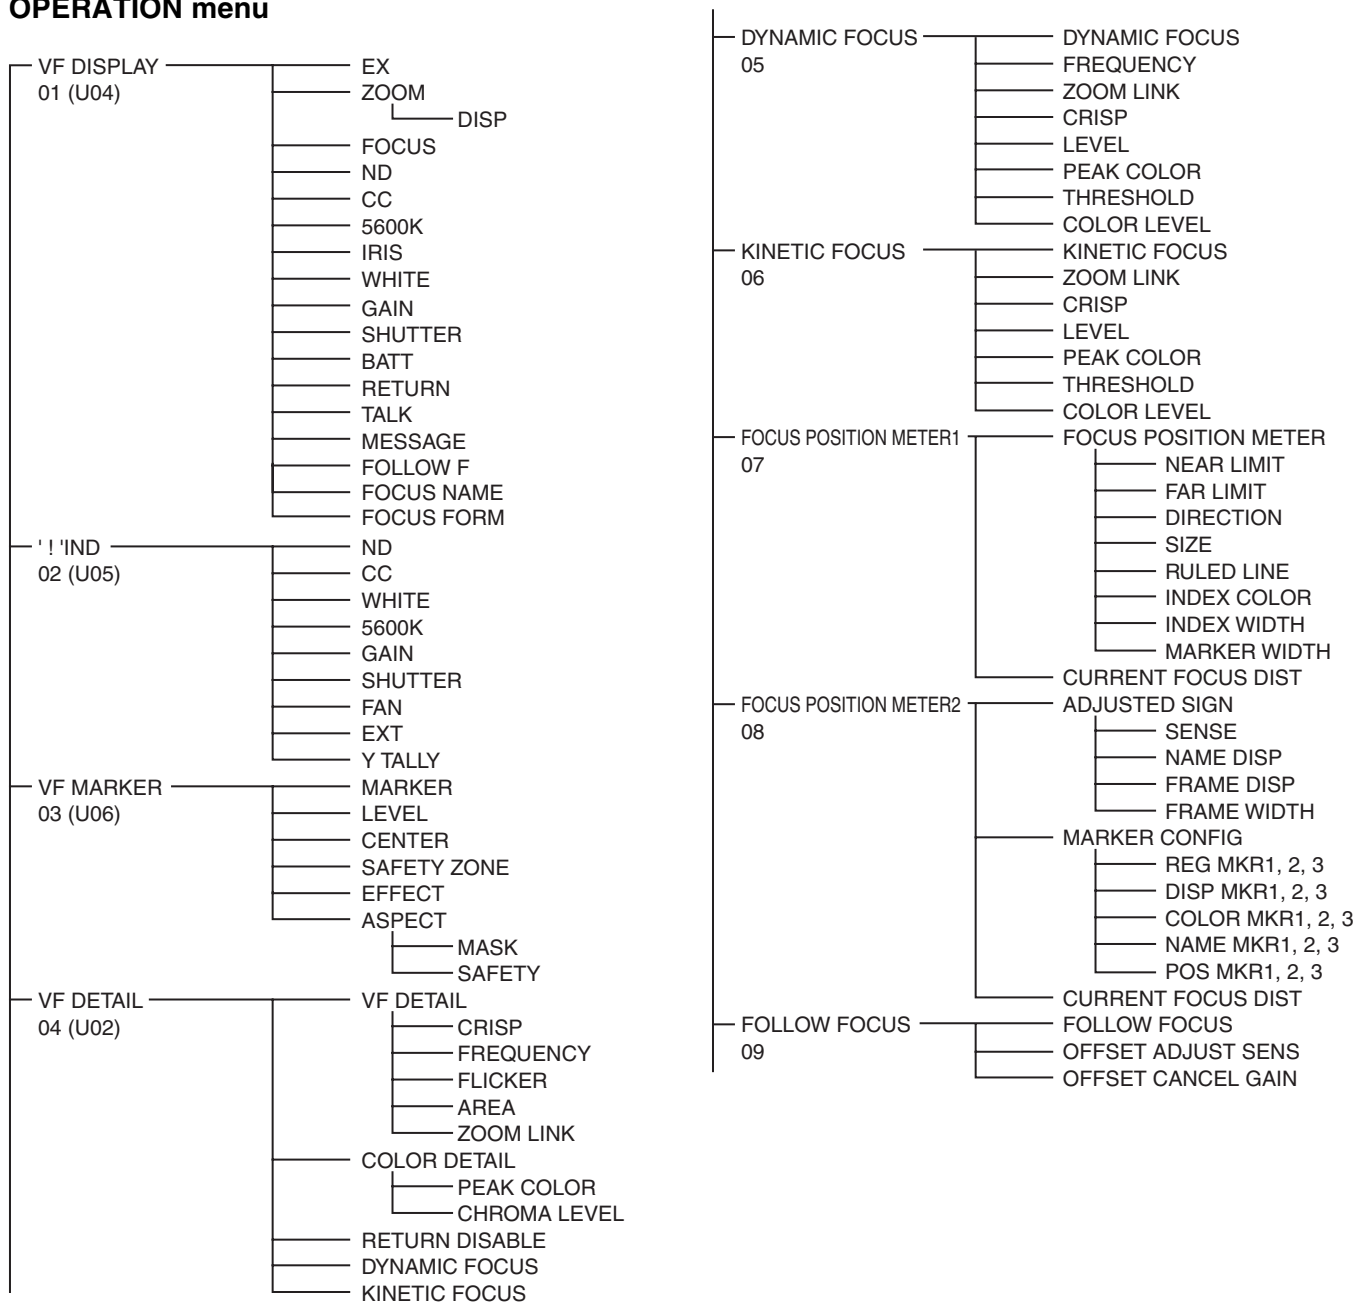 OPERATION menu
VF DISPLAY
01 (U04)
EX
ZOOM
DISP
FOCUS
ND
CC
5600K
IRIS
WHITE
GAIN
SHUTTER
BATT
RETURN
TALK
MESSAGE
FOLLOW F
FOCUS NAME
FOCUS FORM
' ! 'IND
02 (U05)
ND
CC
WHITE
5600K
GAIN
SHUTTER
FAN
EXT
Y TALLY
VF MARKER
03 (U06)
MARKER
LEVEL
CENTER
SAFETY ZONE
EFFECT
ASPECT
MASK
SAFETY
VF DETAIL
04 (U02)
VF DETAIL
CRISP
FREQUENCY
FLICKER
AREA
ZOOM LINK
COLOR DETAIL
PEAK COLOR
CHROMA LEVEL
RETURN DISABLE
DYNAMIC FOCUS
KINETIC FOCUS
DYNAMIC FOCUS
05
DYNAMIC FOCUS
FREQUENCY
ZOOM LINK
CRISP
LEVEL
PEAK COLOR
THRESHOLD
COLOR LEVEL
KINETIC FOCUS
06
KINETIC FOCUS
ZOOM LINK
CRISP
LEVEL
PEAK COLOR
THRESHOLD
COLOR LEVEL
FOCUS POSITION METER1
07
FOCUS POSITION METER
NEAR LIMIT
FAR LIMIT
DIRECTION
SIZE
RULED LINE
INDEX COLOR
INDEX WIDTH
MARKER WIDTH
CURRENT FOCUS DIST
FOCUS POSITION METER2
08
ADJUSTED SIGN
SENSE
NAME DISP
FRAME DISP
FRAME WIDTH
MARKER CONFIG
REG MKR1, 2, 3
DISP MKR1, 2, 3
COLOR MKR1, 2, 3
NAME MKR1, 2, 3
POS MKR1, 2, 3
CURRENT FOCUS DIST
FOLLOW FOCUS
09
FOLLOW FOCUS
OFFSET ADJUST SENS
OFFSET CANCEL GAIN